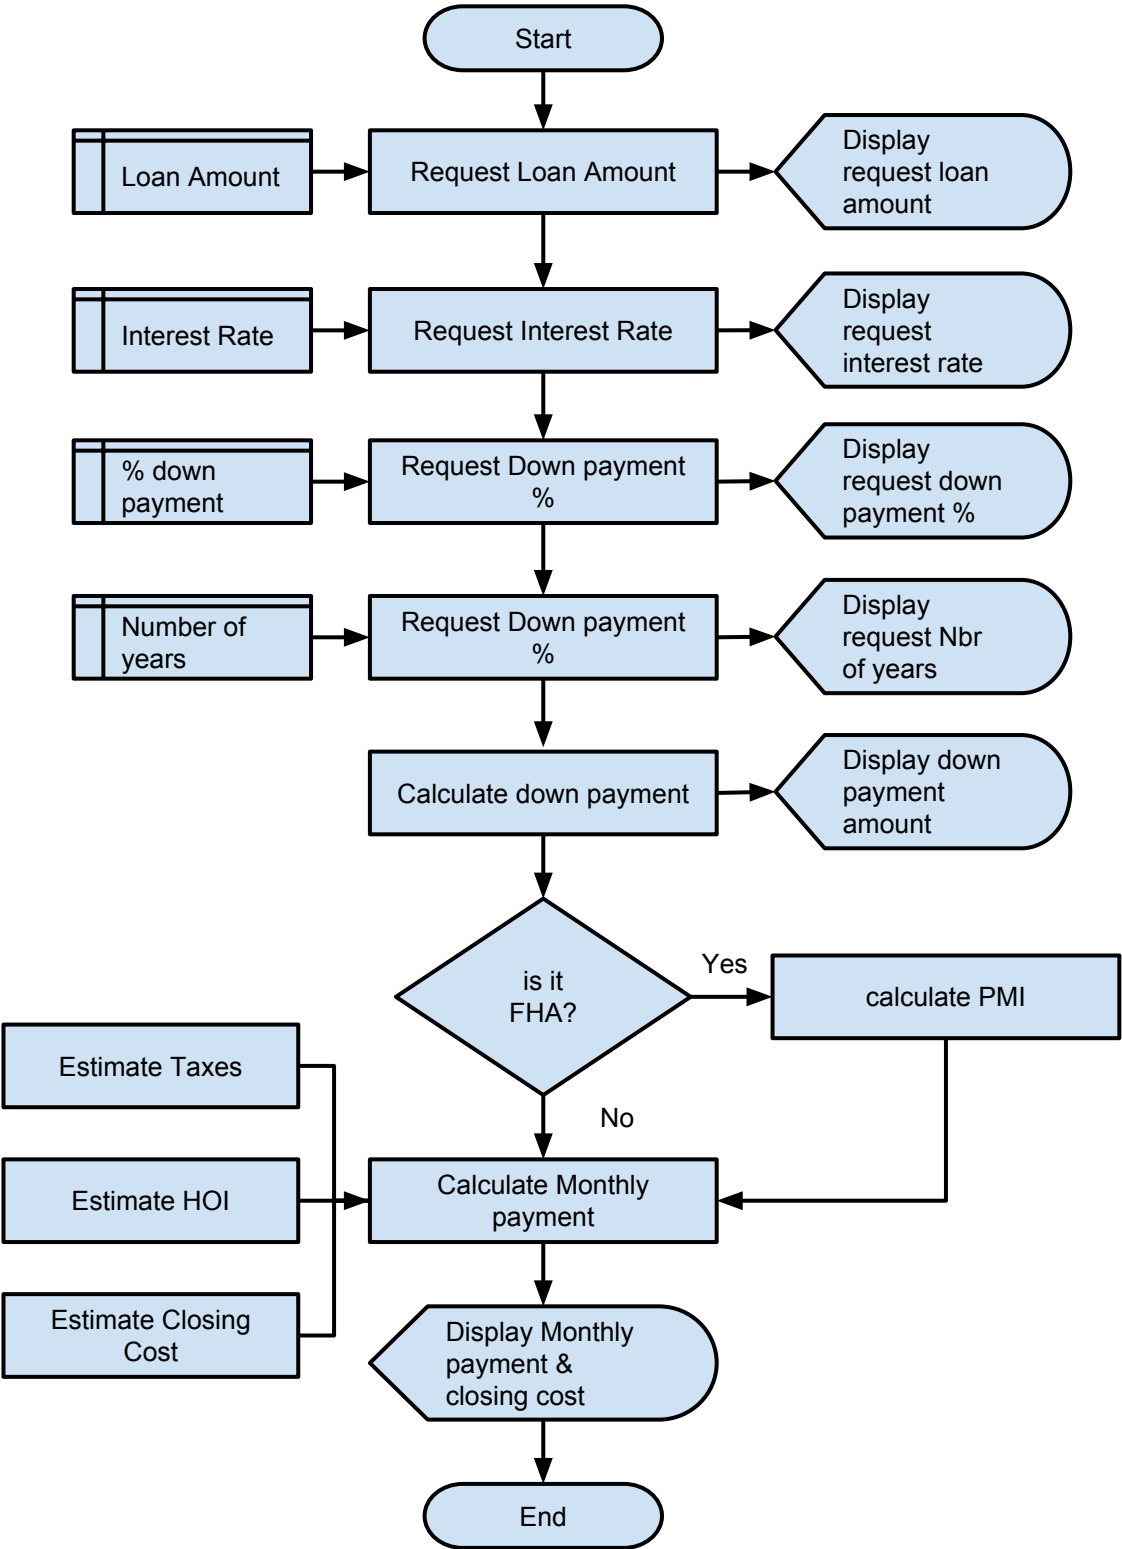 Start
Loan Amount
Request Loan Amount
Display
request loan
amount
Interest Rate
Request Interest Rate
Display
request
interest rate
% down
payment
Request Down payment
%
Display
request down
payment %
Number of
years
Request Down payment
%
Display
request Nbr
of years
Calculate down payment
Display down
payment
amount
is it
FHA?
Yes
calculate PMI
No
Estimate Taxes
Estimate HOI
Estimate Closing
Cost
Calculate Monthly
payment
Display Monthly
payment &
closing cost
End